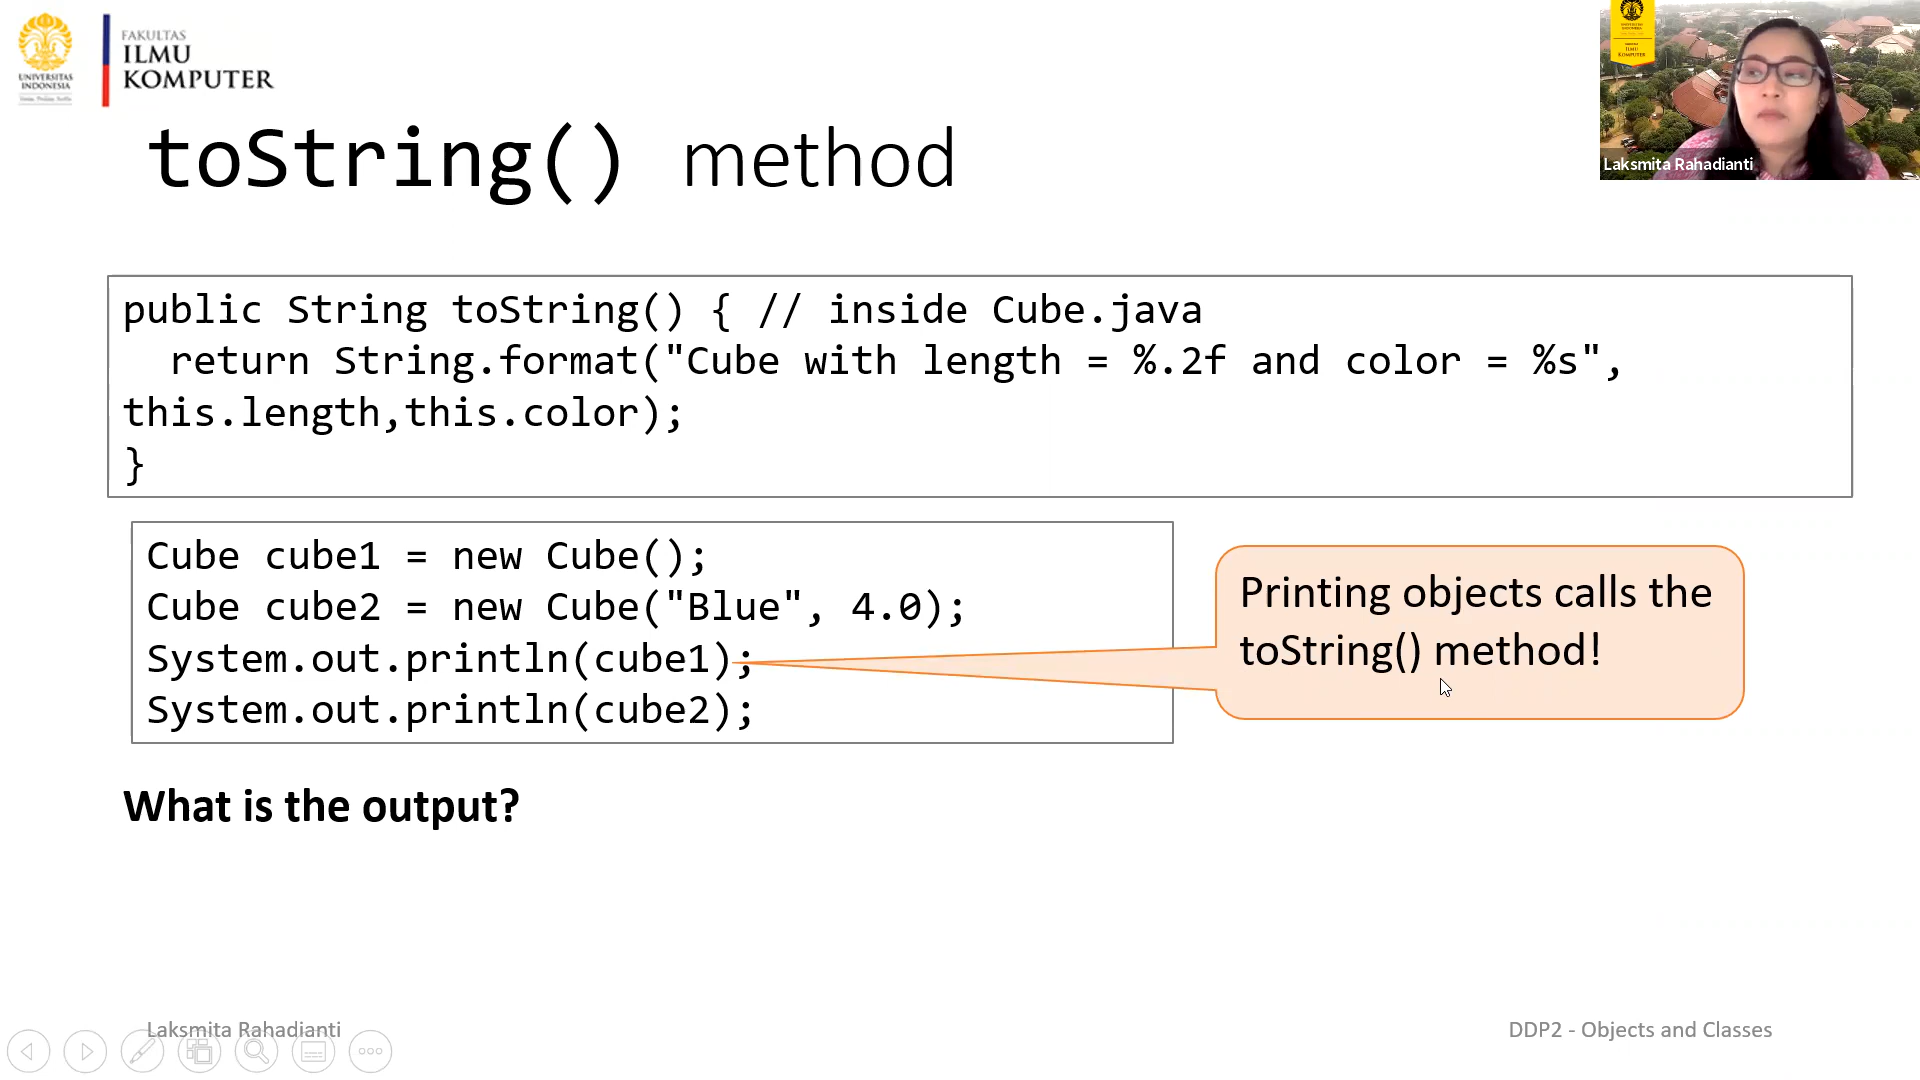 UNIVERSITAS
INDONESIA
FAKULTAS
ILMU
KOMPUTER
toString() method
Laksmita Rahadianti
public String toString() { // inside Cube.java
  return String.format("Cube with length = %.2f and color = %s",
this.length,this.color);
}
Cube cube1 = new Cube();
Cube cube2 = new Cube("Blue", 4.0);
System.out.println(cube1);
System.out.println(cube2);
Printing objects calls the
toString() method!
What is the output?
Laksmita Rahadianti
DDP2 - Objects and Classes